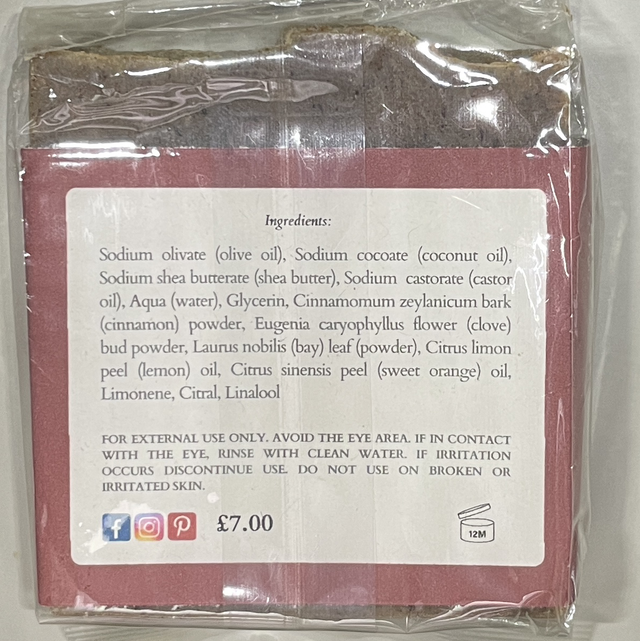 Ingredients:
Sodium olivate (olive oil), Sodium cocoate (coconut oil),
Sodium shea butterate (shea butter), Sodium castorate (castor
oil), Aqua (water), Glycerin, Cinnamomum zeylanicum bark
(cinnamon) powder, Eugenia caryophyllus flower (clove)
bud powder, Laurus nobilis (bay) leaf (powder), Citrus limon
peel (lemon) oil, Citrus sinensis peel (sweet orange) oil,
Limonene, Citral, Linalool
FOR EXTERNAL USE ONLY. AVOID THE EYE AREA. IF IN CONTACT
WITH THE EYE, RINSE WITH CLEAN WATER. IF IRRITATION
OCCURS DISCONTINUE USE. DO NOT USE ON BROKEN OR
IRRITATED SKIN.
£7.00
12M